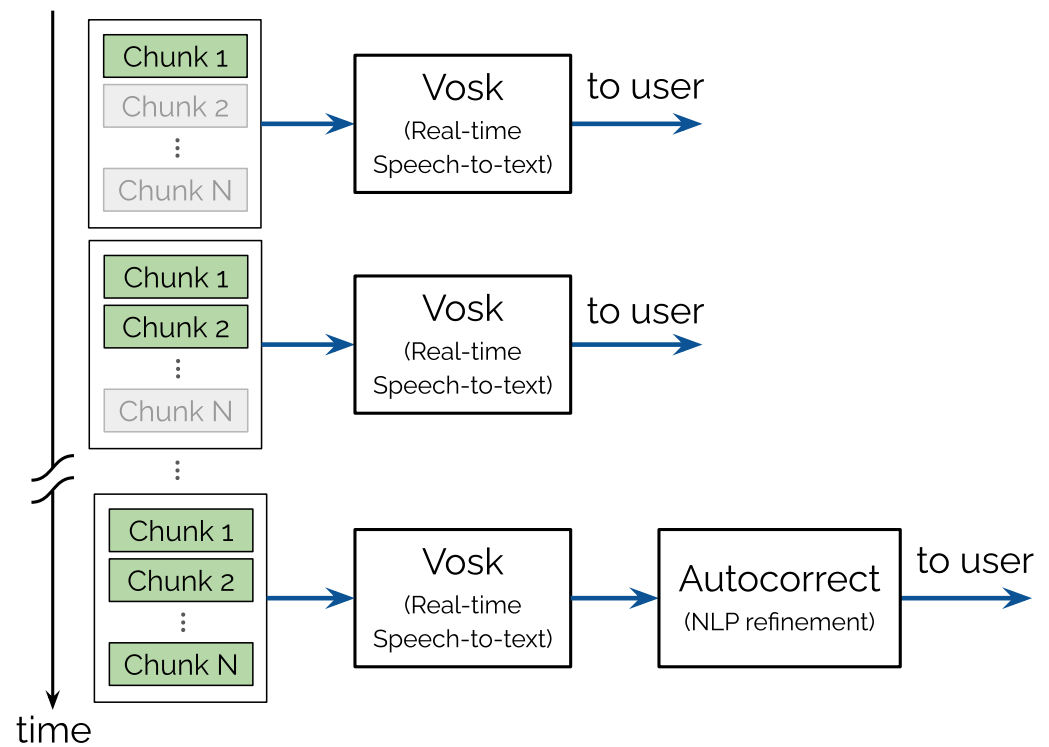 Chunk 1
Chunk 2
Chunk N
Vosk
(Real-time
Speech-to-text)
to user
Chunk 1
Chunk 2
Chunk N
Vosk
(Real-time
Speech-to-text)
to user
Chunk 1
Chunk 2
Chunk N
Vosk
(Real-time
Speech-to-text)
Autocorrect
(NLP refinement)
to user
time